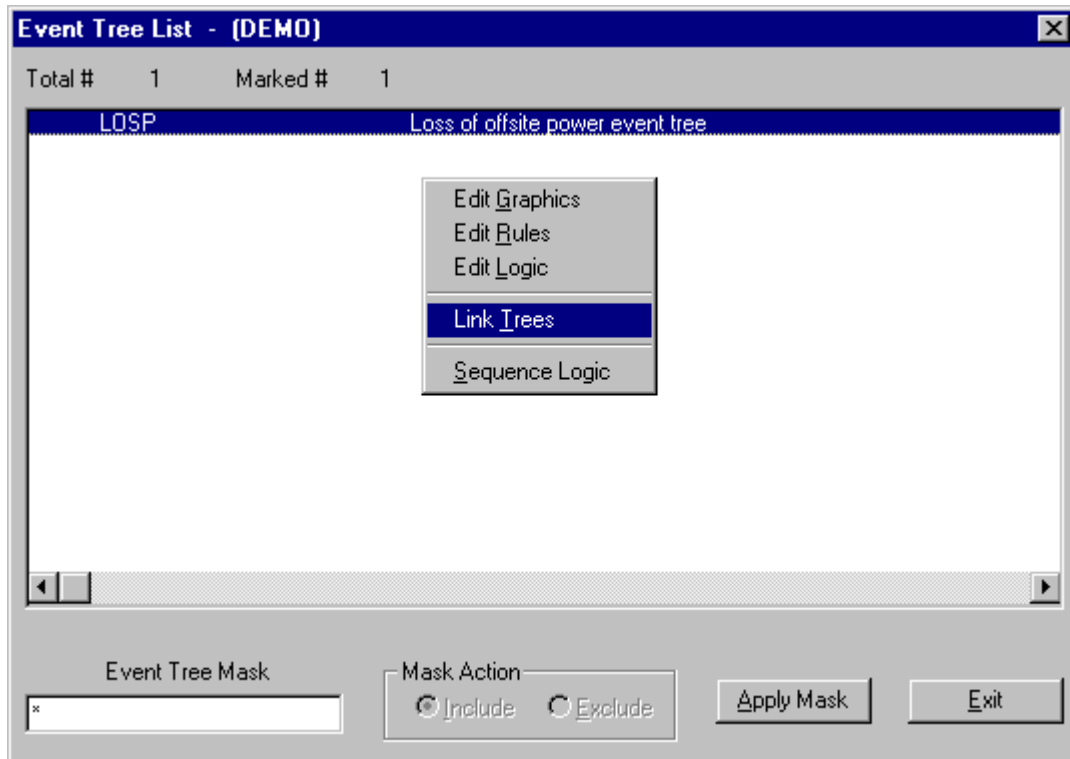 Event Tree List - (DEMO)
Total # 1 Marked # 1
LOSP Loss of offsite power event tree
Edit Graphics
Edit Rules
Edit Logic
Link Trees
Sequence Logic
Event Tree Mask
*
Mask Action
Include Exclude
Apply Mask
Exit